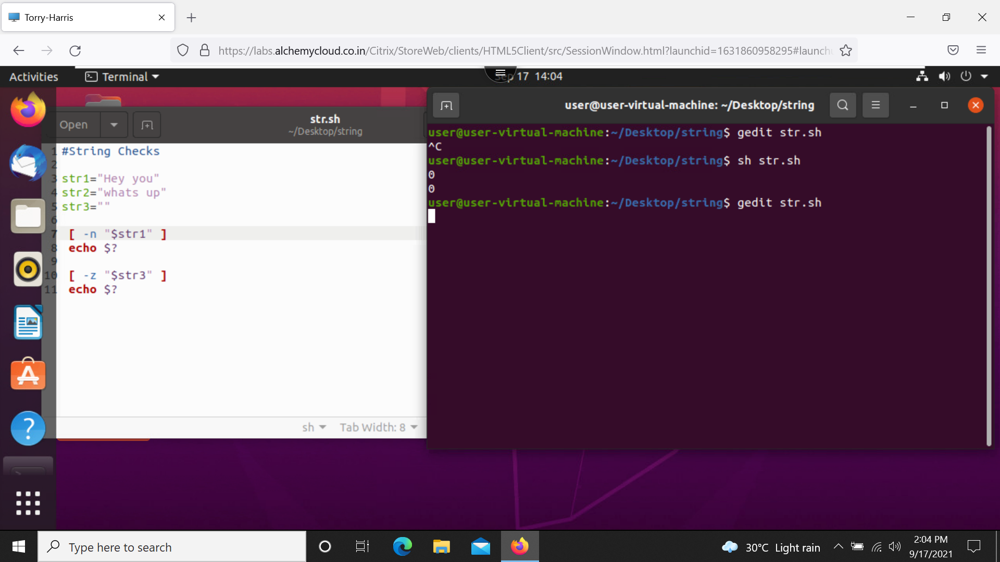 Torry-Harris
https://labs.alchemycloud.co.in/Citrix/StoreWeb/clients/HTML5Client/src/SessionWindow.html?launchid=1631860958295#launch
Activities
Terminal
Sep 17 14:04
Open
str.sh
~/Desktop/string
1 #String Checks
2
3 str1="Hey you"
4 str2="whats up"
5 str3=""
6
7 [ -n "$str1" ]
8 echo $?
9
10 [ -z "$str3" ]
11 echo $?
sh
Tab Width: 8
user@user-virtual-machine: ~/Desktop/string
user@user-virtual-machine:~/Desktop/string$ gedit str.sh
^C
user@user-virtual-machine:~/Desktop/string$ sh str.sh
0
0
user@user-virtual-machine:~/Desktop/string$ gedit str.sh
Type here to search
30°C Light rain
2:04 PM
9/17/2021